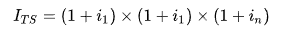 I_{TS} = (1 + i_1) × (1 + i_1) × (1 + i_n)